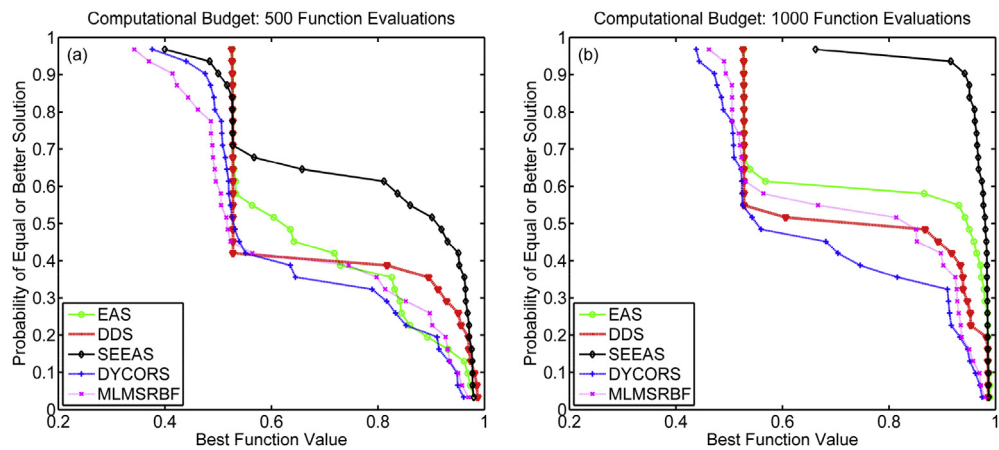 Computational Budget: 500 Function Evaluations
(a)
Probability of Equal or Better Solution
1
0.9
0.8
0.7
0.6
0.5
0.4
0.3
0.2
0.1
0
EAS
DDS
SEEAS
DYCORS
MLMSRBF
0.2 0.4 0.6 0.8 1
Best Function Value
Computational Budget: 1000 Function Evaluations
(b)
Probability of Equal or Better Solution
1
0.9
0.8
0.7
0.6
0.5
0.4
0.3
0.2
0.1
0
EAS
DDS
SEEAS
DYCORS
MLMSRBF
0.2 0.4 0.6 0.8 1
Best Function Value